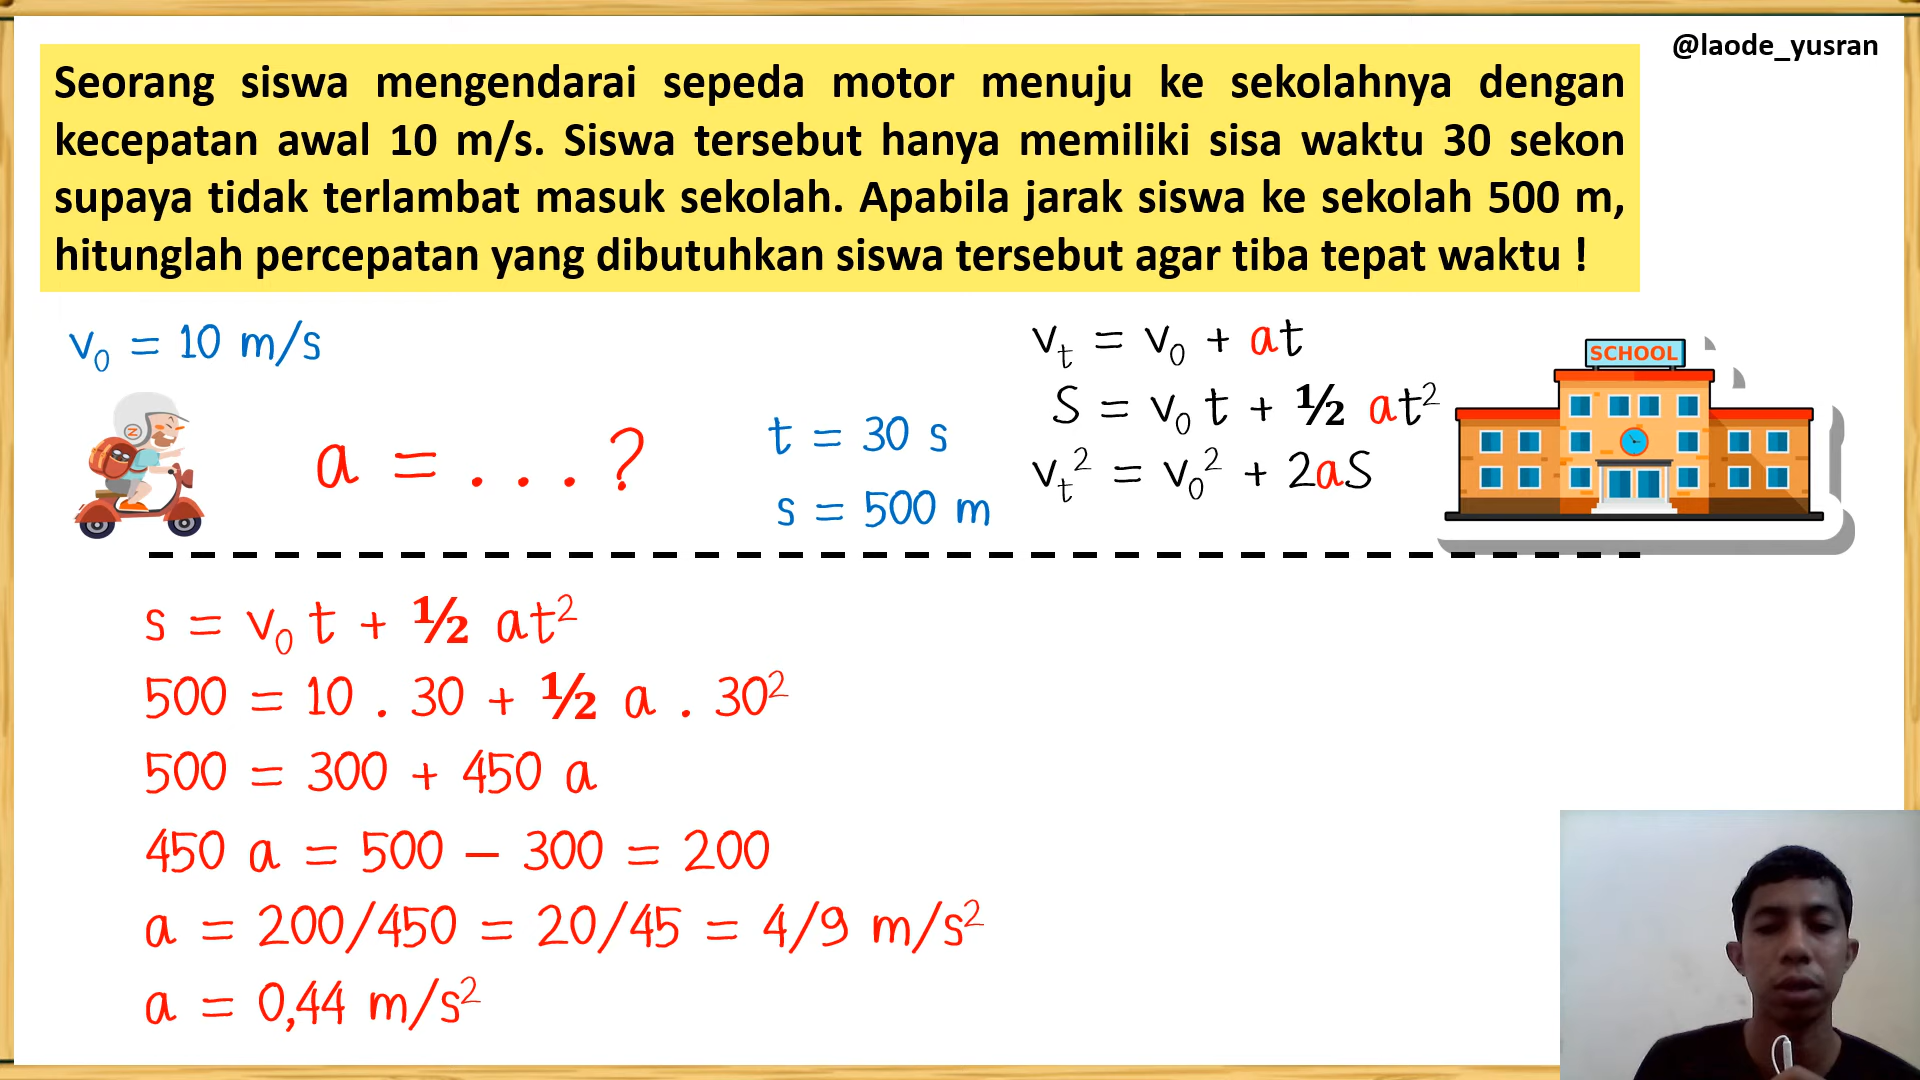 @laode_yusran
Seorang siswa mengendarai sepeda motor menuju ke sekolahnya dengan
kecepatan awal 10 m/s. Siswa tersebut hanya memiliki sisa waktu 30 sekon
supaya tidak terlambat masuk sekolah. Apabila jarak siswa ke sekolah 500 m,
hitunglah percepatan yang dibutuhkan siswa tersebut agar tiba tepat waktu !
v₀ = 10 m/s
a = . . . ?
t = 30 s
s = 500 m
vₜ = v₀ + at
S = v₀ t + ½ at²
vₜ² = v₀² + 2aS
SCHOOL
s = v₀ t + ½ at²
500 = 10 . 30 + ½ a . 30²
500 = 300 + 450 a
450 a = 500 – 300 = 200
a = 200/450 = 20/45 = 4/9 m/s²
a = 0,44 m/s²